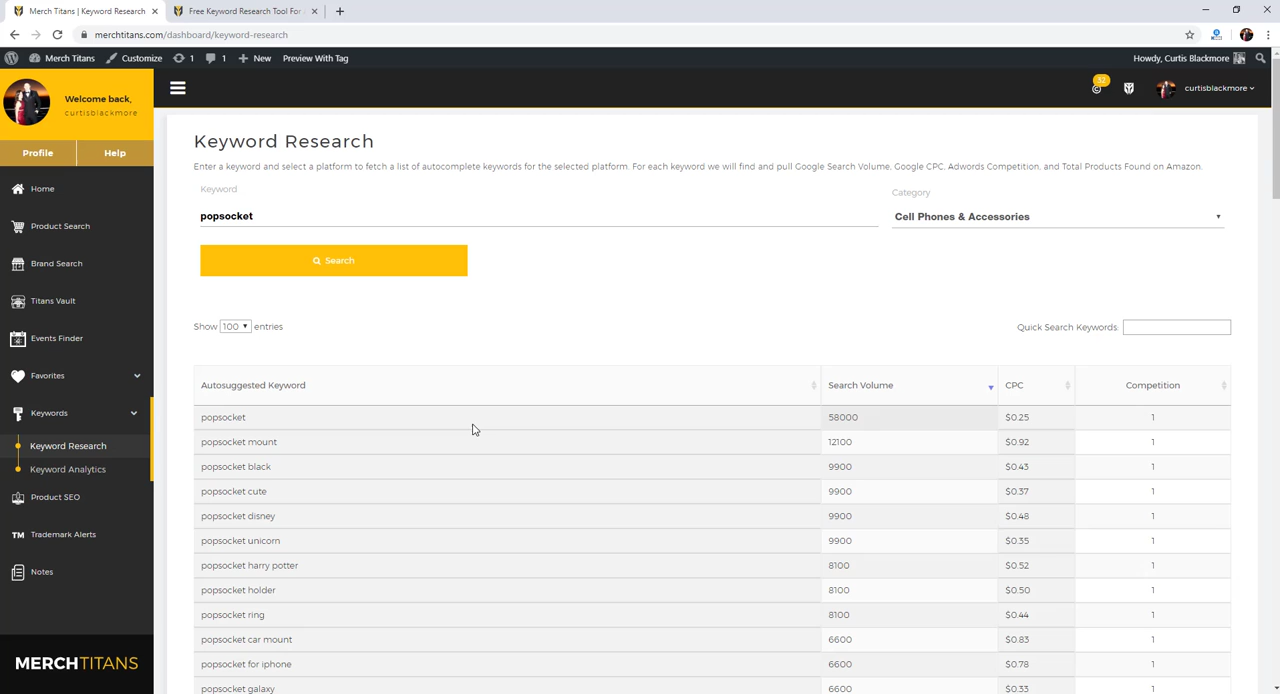 Merch Titans | Keyword Research
Free Keyword Research Tool For
merchtitans.com/dashboard/keyword-research
Merch Titans
Customize
1
1
New
Preview With Tag
Howdy, Curtis Blackmore
Welcome back,
curtisblackmore
Profile
Help
32
curtisblackmore
Home
Product Search
Brand Search
Titans Vault
Events Finder
Favorites
Keywords
Keyword Research
Keyword Analytics
Product SEO
TM Trademark Alerts
Notes
MERCHTITANS
Keyword Research
Enter a keyword and select a platform to fetch a list of autocomplete keywords for the selected platform. For each keyword we will find and pull Google Search Volume, Google CPC, Adwords Competition, and Total Products Found on Amazon.
Keyword
Category
popsocket
Cell Phones & Accessories
Search
Show 100 entries
Quick Search Keywords:
Autosuggested Keyword Search Volume CPC Competition
popsocket 58000 $0.25 1
popsocket mount 12100 $0.92 1
popsocket black 9900 $0.43 1
popsocket cute 9900 $0.37 1
popsocket disney 9900 $0.48 1
popsocket unicorn 9900 $0.35 1
popsocket harry potter 8100 $0.52 1
popsocket holder 8100 $0.50 1
popsocket ring 8100 $0.44 1
popsocket car mount 6600 $0.83 1
popsocket for iphone 6600 $0.78 1
popsocket galaxy 6600 $0.33 1